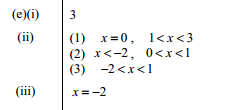 (e)(i) 3
(ii) (1) x=0, 1<x<3
(2) x<-2, 0<x<1
(3) -2<x<1
(iii) x=-2